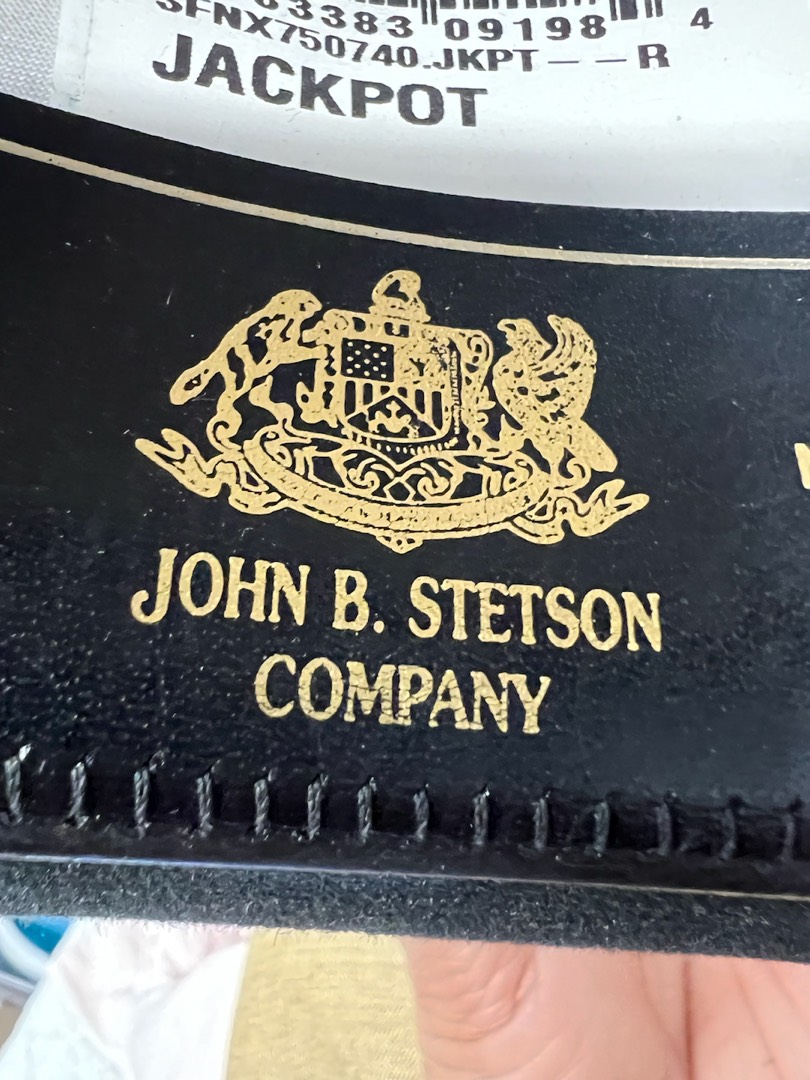 3383 09198 4
SFNX750740.JKPT--R
JACKPOT
JOHN B. STETSON
COMPANY